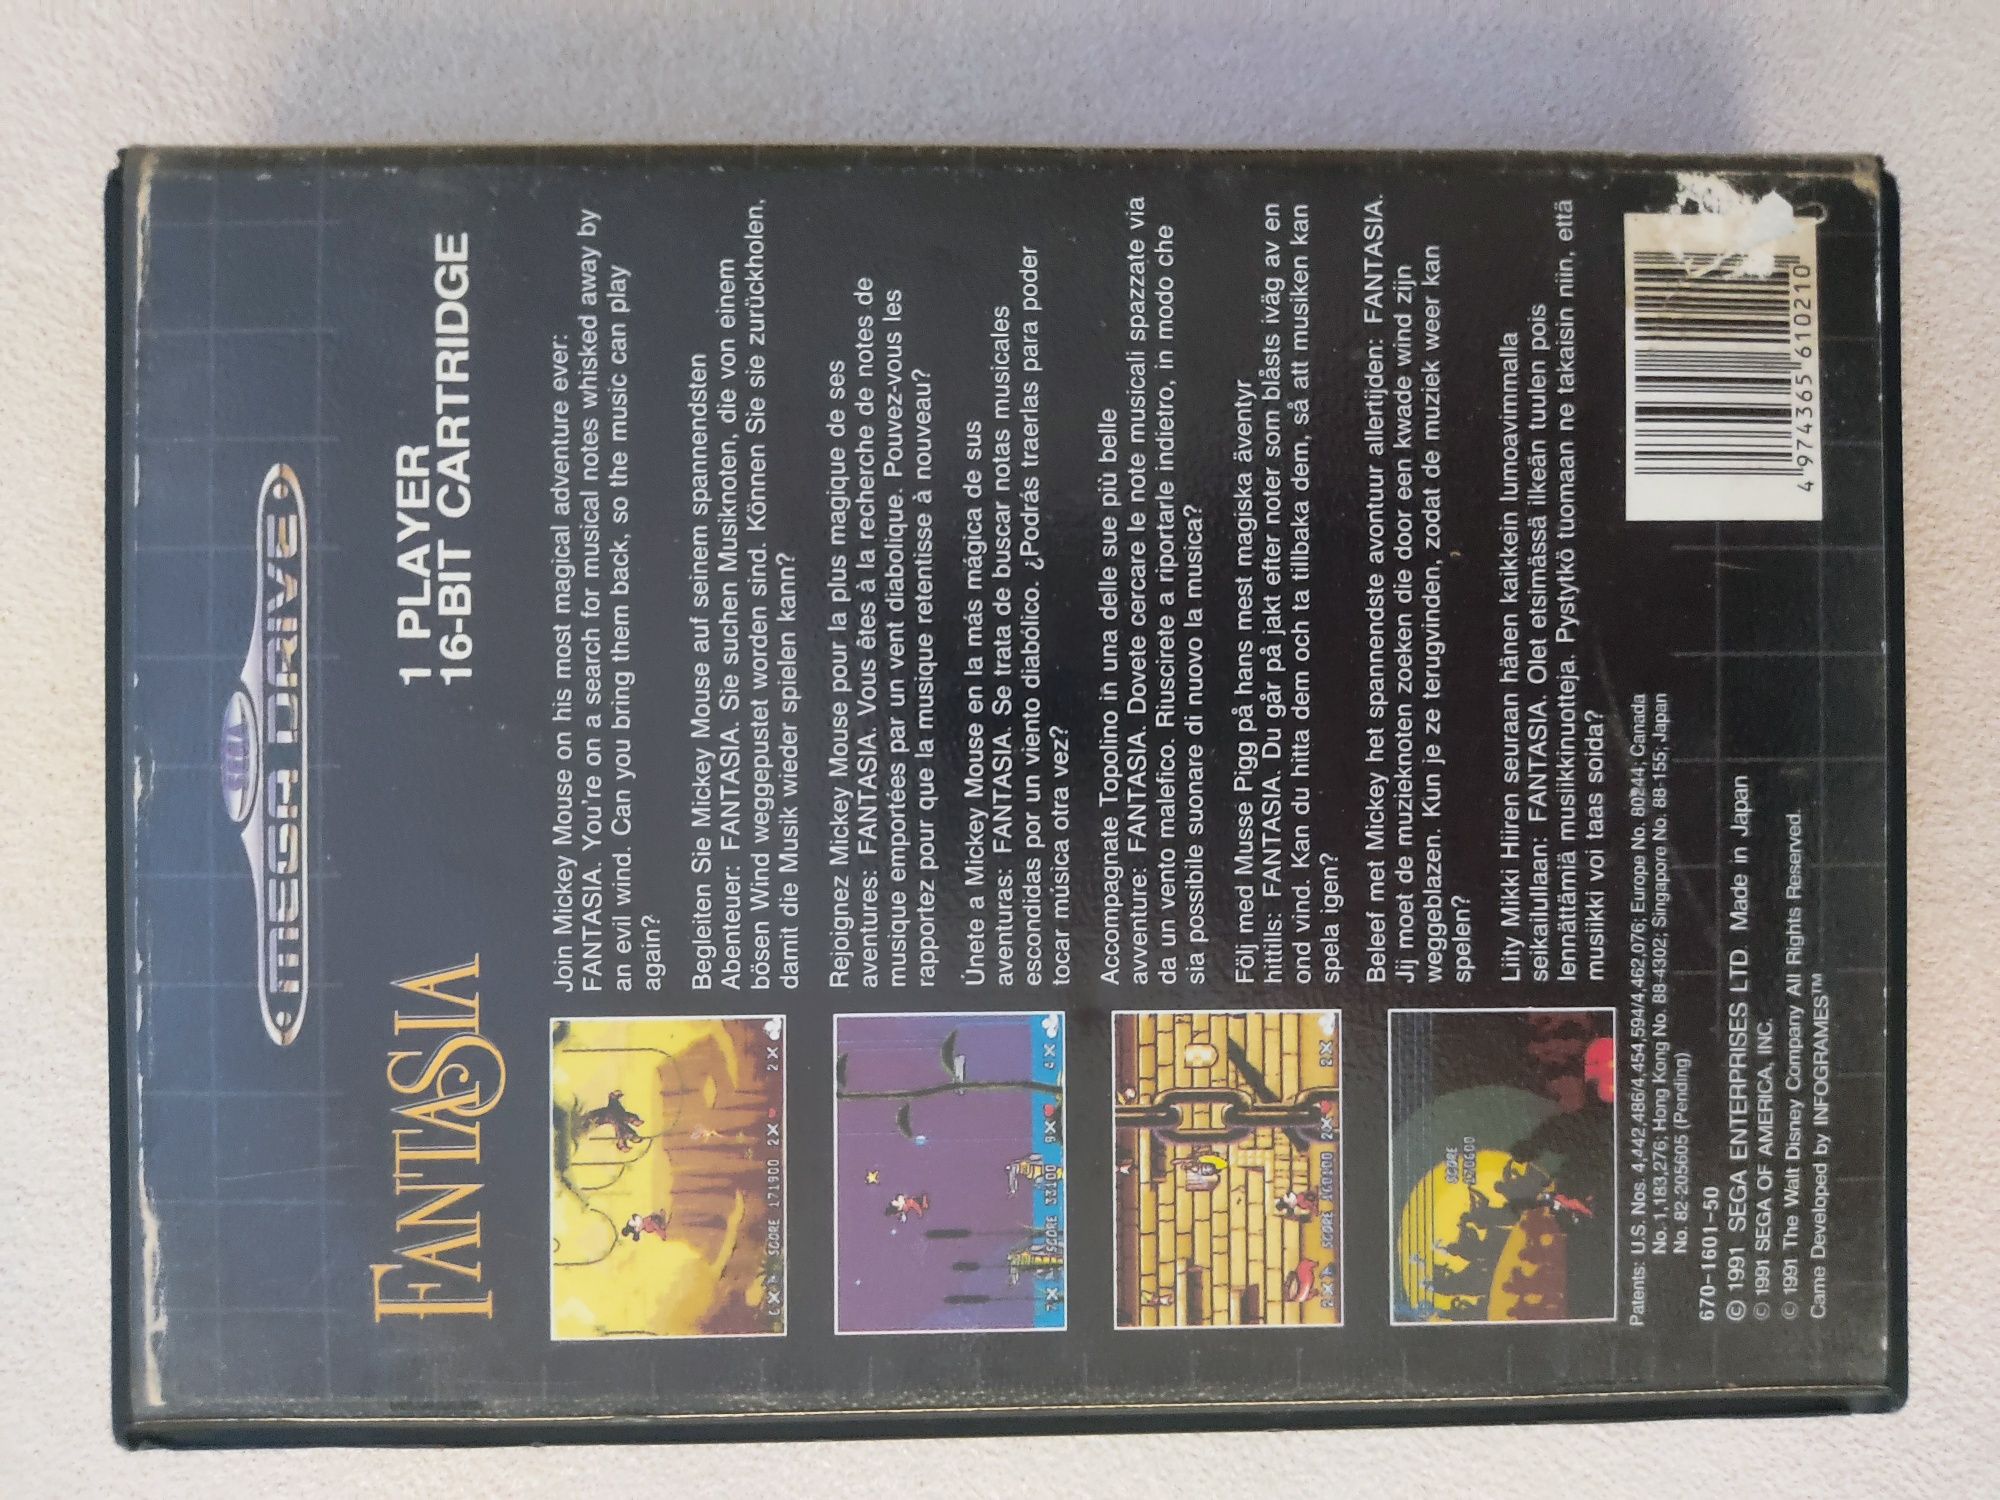 SEGA
MEGA DRIVE
FANTASIA
1 PLAYER
16-BIT CARTRIDGE
Join Mickey Mouse on his most magical adventure ever:
FANTASIA. You're on a search for musical notes whisked away by
an evil wind. Can you bring them back, so the music can play
again?
Begleiten Sie Mickey Mouse auf seinem spannendsten
Abenteuer: FANTASIA. Sie suchen Musiknoten, die von einem
bösen Wind weggepustet worden sind. Können Sie sie zurückholen,
damit die Musik wieder spielen kann?
Rejoignez Mickey Mouse pour la plus magique de ses
aventures: FANTASIA. Vous êtes à la recherche de notes de
musique emportées par un vent diabolique. Pouvez-vous les
rapportez pour que la musique retentisse à nouveau?
Únete a Mickey Mouse en la más mágica de sus
aventuras: FANTASIA. Se trata de buscar notas musicales
escondidas por un viento diabólico. ¿Podrás traerlas para poder
tocar música otra vez?
Accompagnate Topolino in una delle sue più belle
avventure: FANTASIA. Dovete cercare le note musicali spazzate via
da un vento malefico. Riuscirete a riportarle indietro, in modo che
sia possibile suonare di nuovo la musica?
Följ med Musse Pigg på hans mest magiska äventyr
hittills: FANTASIA. Du går på jakt efter noter som blåsts iväg av en
ond vind. Kan du hitta dem och ta tillbaka dem, så att musiken kan
spela igen?
Beleef met Mickey het spannendste avontuur allertijden: FANTASIA.
Jij moet de muzieknoten zoeken die door een kwade wind zijn
weggeblazen. Kun je ze terugvinden, zodat de muziek weer kan
spelen?
Liity Mikki Hiiren seuraan hänen kaikkein lumoavimmalla
seikailullaan: FANTASIA. Olet etsimässä ilkeän tuulen pois
lennättämiä musiikkinuotteja. Pystytkö tuomaan ne takaisin niin, että
musiikki voi taas soida?
SCORE 171900 2X 2X
7X SCORE 33100 9X 4X
2X SCORE 2X 2X
SCORE
Patents: U.S. Nos. 4,442,486/4,454,594/4,462,076; Europe No. 80244; Canada
No. 1,183,276; Hong Kong No. 88-4302; Singapore No. 88-155; Japan
No. 82-205605 (Pending)
670-1601-50
© 1991 SEGA ENTERPRISES LTD. Made in Japan
© 1991 SEGA OF AMERICA, INC.
© 1991 The Walt Disney Company All Rights Reserved.
Came Developed by INFOGRAMES™
4 974365 610210